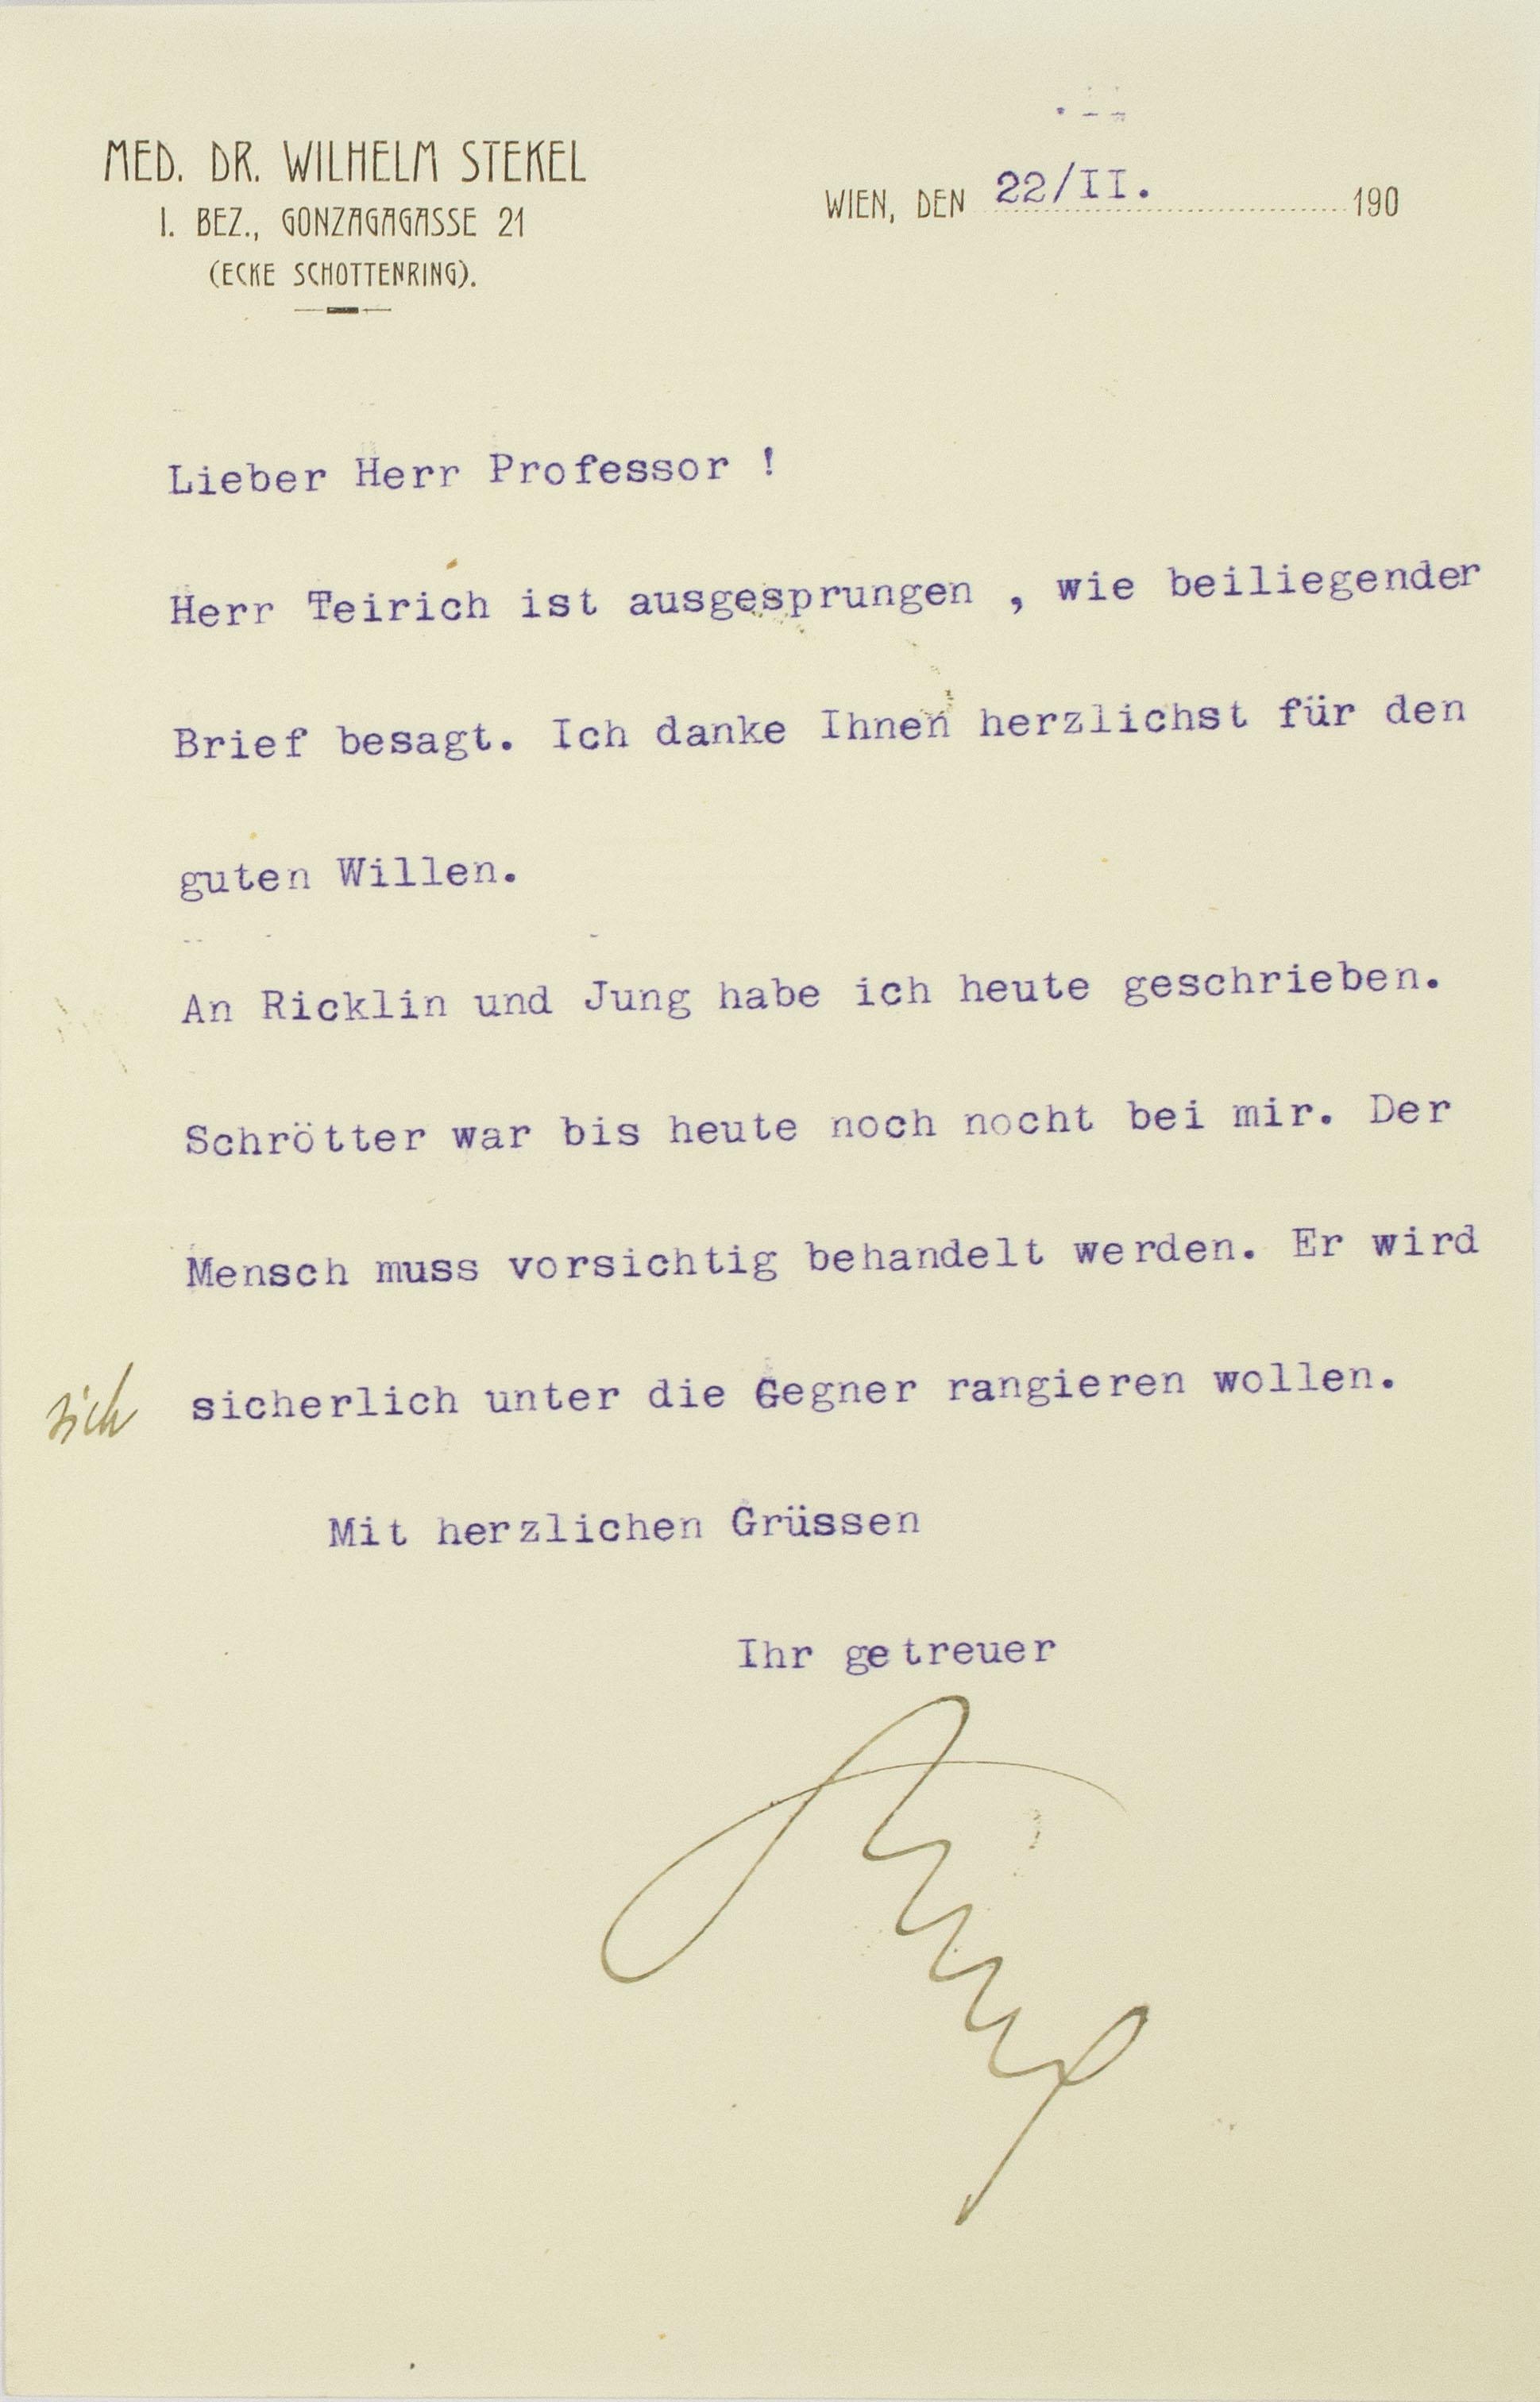 MED. DR. WILHELM STEKEL
I. BEZ., GONZAGAGASSE 21
(ECKE SCHOTTENRING).
WIEN, DEN 22/II. 190
Lieber Herr Professor !
Herr Teirich ist ausgesprungen , wie beiliegender
Brief besagt. Ich danke Ihnen herzlichst für den
guten Willen.
An Ricklin und Jung habe ich heute geschrieben.
Schrötter war bis heute noch nocht bei mir. Der
Mensch muss vorsichtig behandelt werden. Er wird
sich sicherlich unter die Gegner rangieren wollen.
Mit herzlichen Grüssen
Ihr getreuer